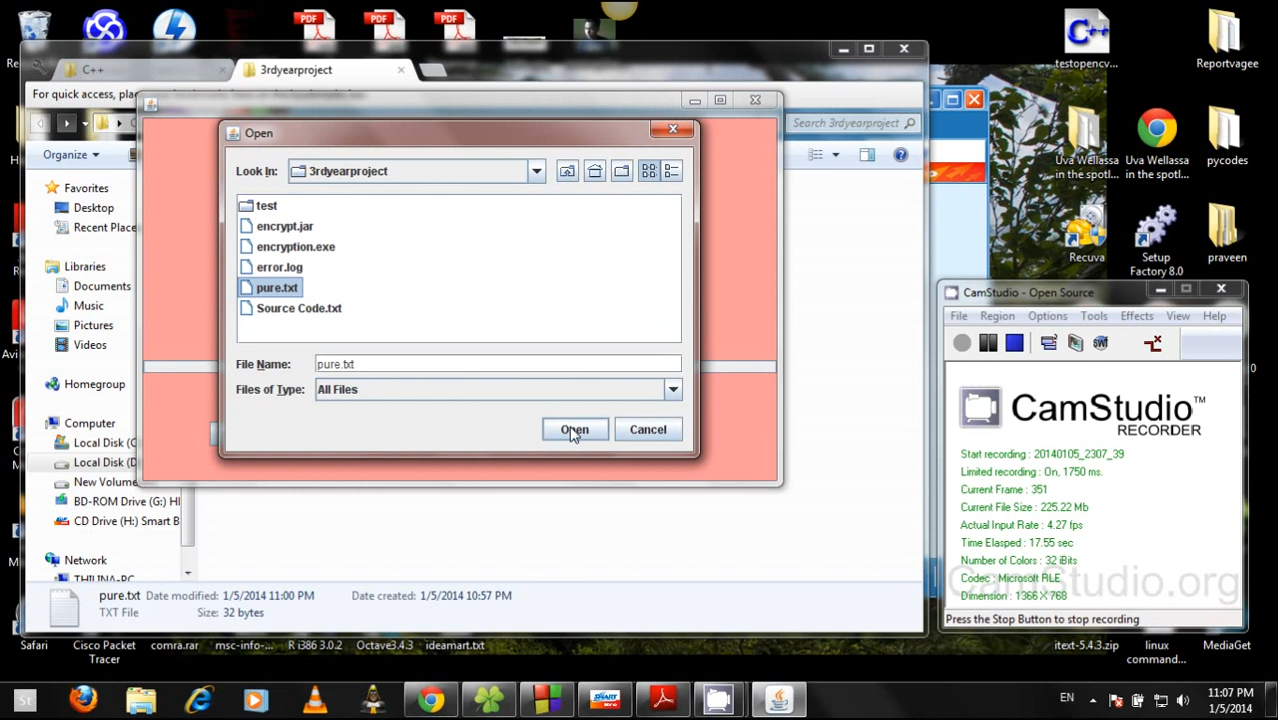 PDF
PDF
PDF
testopencv...
Reportvagee
C++
3rdyearproject
For quick access, place
Search 3rdyearproject
Organize
Open
Look In:
3rdyearproject
test
encrypt.jar
encryption.exe
error.log
pure.txt
Source Code.txt
File Name:
pure.txt
Files of Type:
All Files
Open
Cancel
Favorites
Desktop
Recent Place
Libraries
Documents
Music
Pictures
Videos
Homegroup
Computer
Local Disk (
Local Disk (D
New Volume
BD-ROM Drive (G:) HI
CD Drive (H:) Smart B
Network
THILINA-PC
pure.txt Date modified: 1/5/2014 11:00 PM Date created: 1/5/2014 10:57 PM
TXT File Size: 32 bytes
Uva Wellassa
in the spotl...
Uva Wellassa
in the spotl...
pycodes
Recuva
Setup
Factory 8.0
praveen
CamStudio - Open Source
File Region Options Tools Effects View Help
CamStudio™
RECORDER
Start recording : 20140105_2307_39
Limited recording : On, 1750 ms.
Current Frame : 351
Current File Size : 225.22 Mb
Actual Input Rate : 4.27 fps
Time Elasped : 17.55 sec
Number of Colors : 32 iBits
Codec : Microsoft RLE
Dimension : 1366 X 768
CamStudio.org
Press the Stop Button to stop recording
Safari
Cisco Packet
Tracer
comra.rar
msc-info-...
R i386 3.0.2
Octave3.4.3
ideamart.txt
itext-5.4.3.zip
linux
command...
MediaGet
EN
11:07 PM
1/5/2014